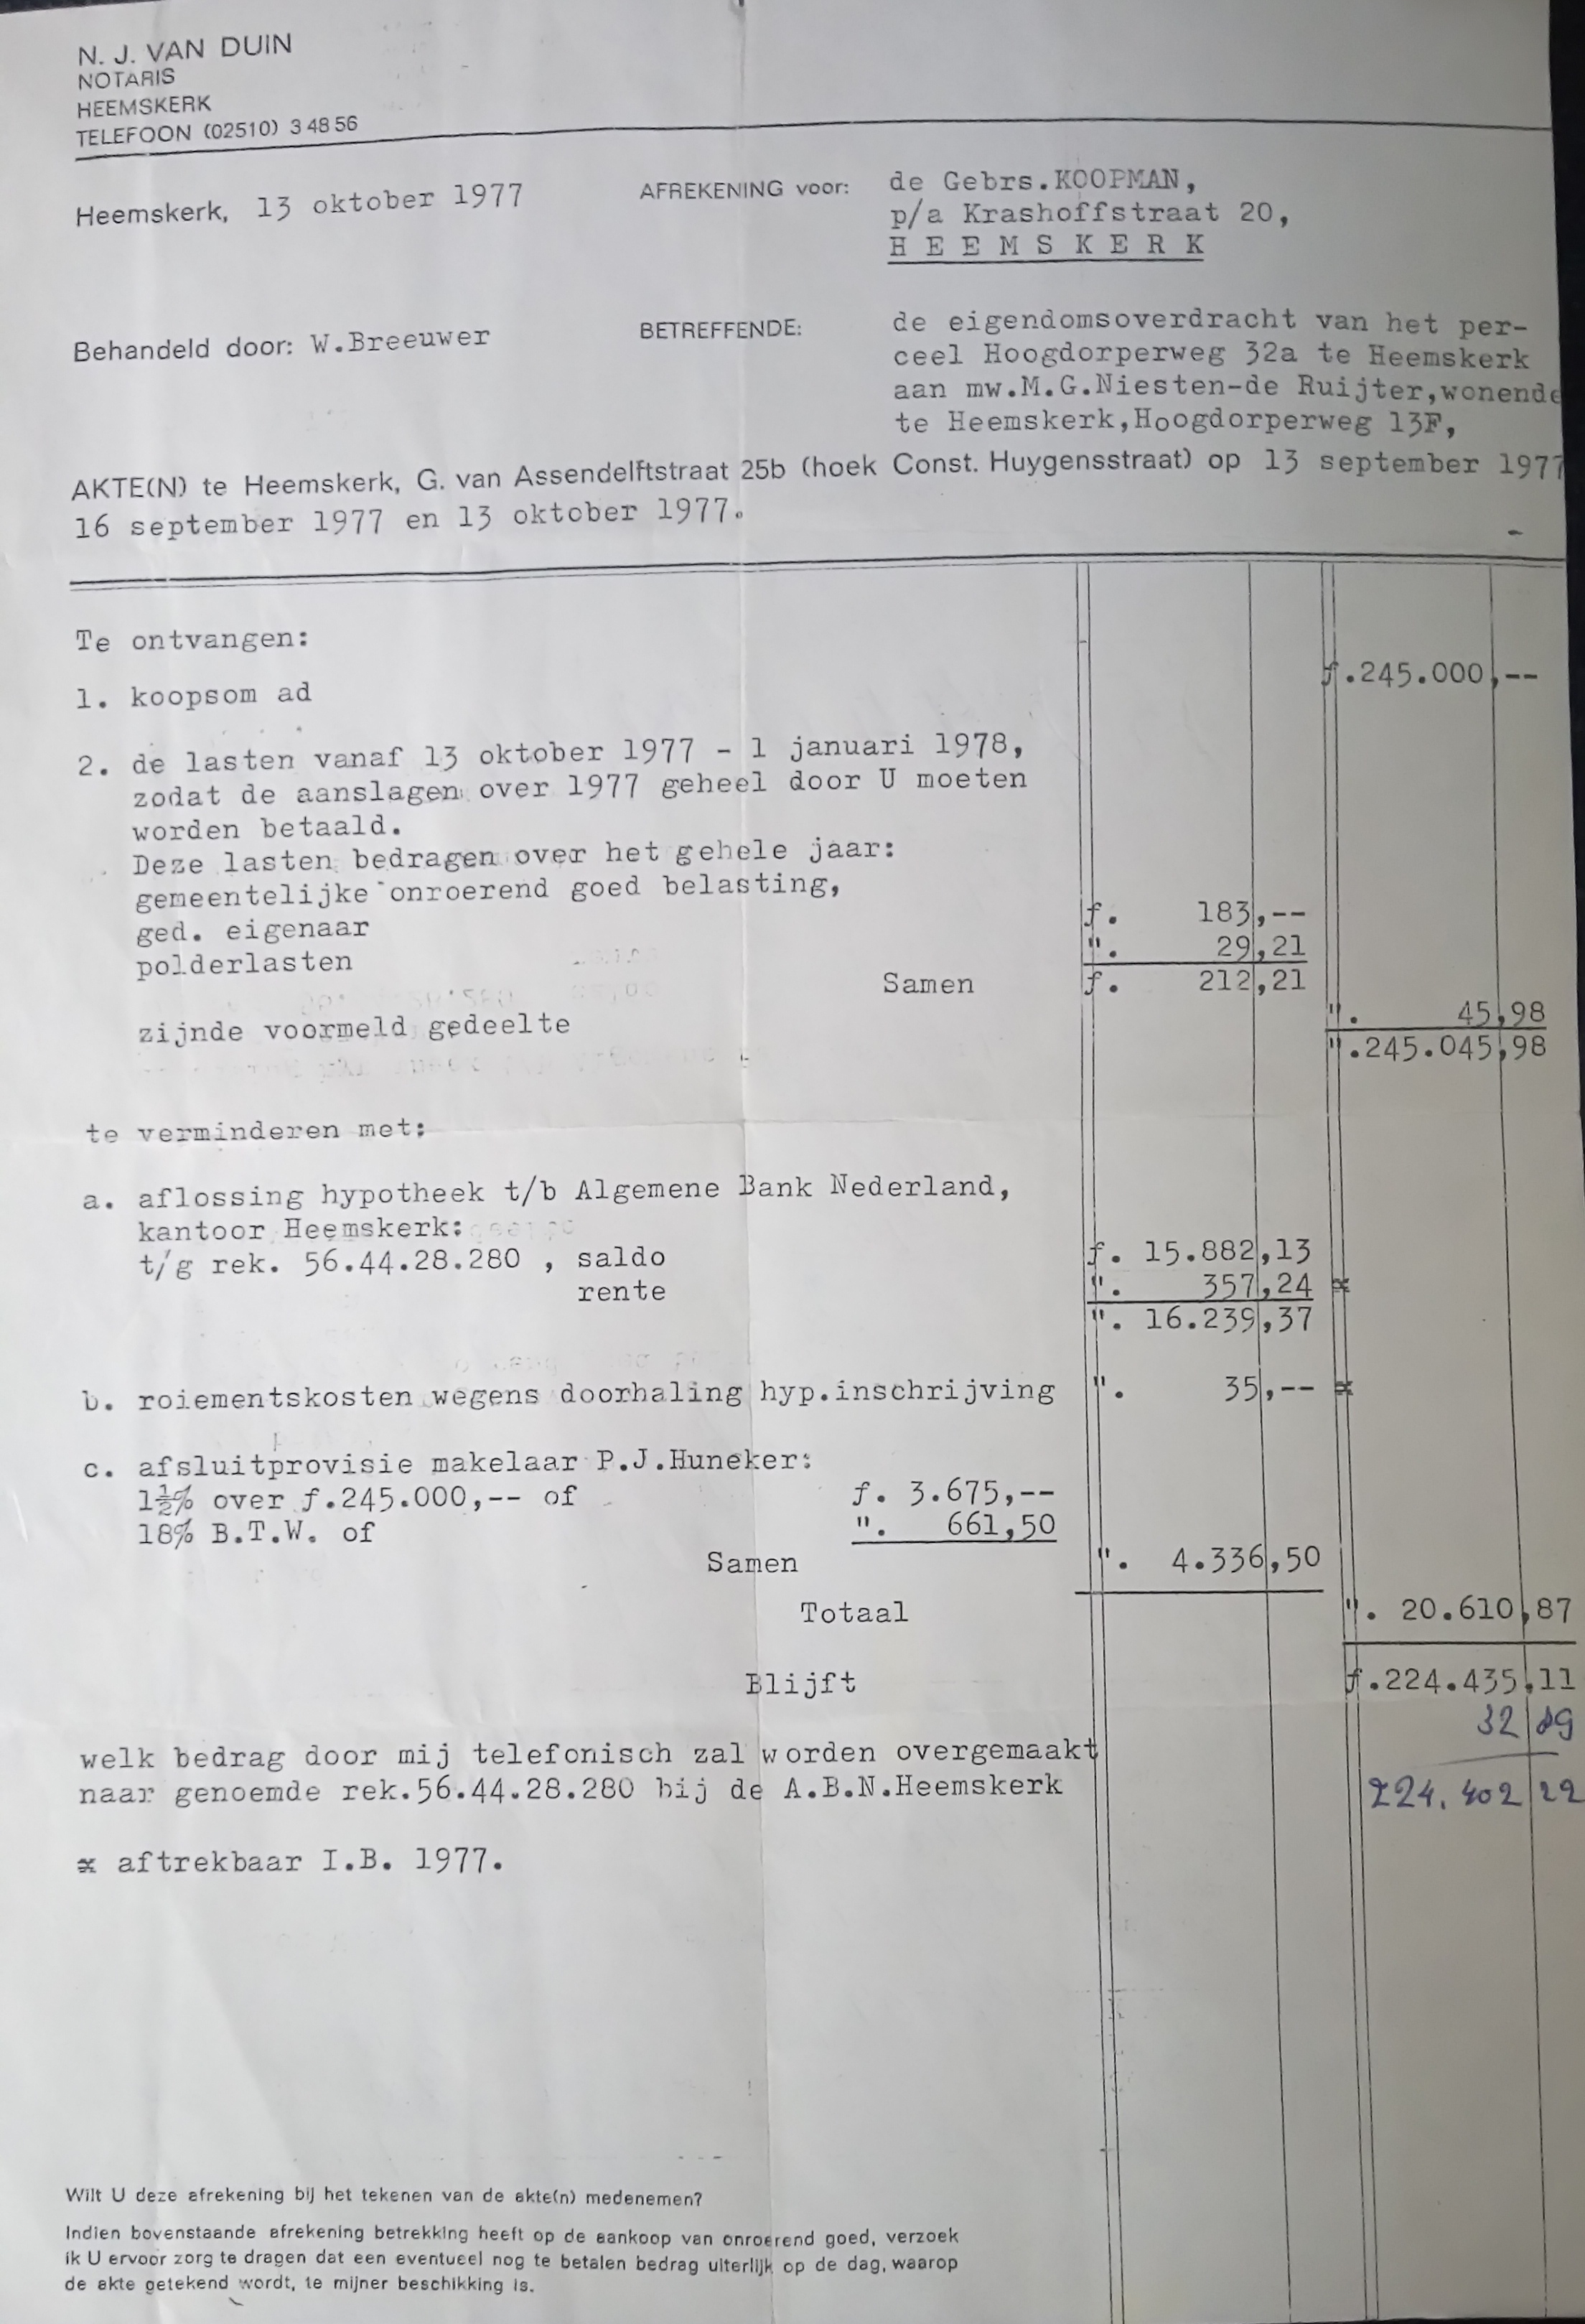 N. J. VAN DUIN
NOTARIS
HEEMSKERK
TELEFOON (02510) 3 48 56
Heemskerk, 13 oktober 1977
AFREKENING voor: de Gebrs.KOOPMAN,
p/a Krashoffstraat 20,
H E E M S K E R K
Behandeld door: W.Breeuwer
BETREFFENDE: de eigendomsoverdracht van het per-
ceel Hoogdorperweg 32a te Heemskerk
aan mw.M.G.Niesten-de Ruijter,wonende
te Heemskerk,Hoogdorperweg 13F,
AKTE(N) te Heemskerk, G. van Assendelftstraat 25b (hoek Const. Huygensstraat) op 13 september 1977
16 september 1977 en 13 oktober 1977.
Te ontvangen:
1. koopsom ad ƒ.245.000,--
2. de lasten vanaf 13 oktober 1977 - 1 januari 1978,
zodat de aanslagen over 1977 geheel door U moeten
worden betaald.
Deze lasten bedragen over het gehele jaar:
gemeentelijke onroerend goed belasting,
ged. eigenaar ƒ. 183,--
polderlasten ". 29,21
Samen ƒ. 212,21
zijnde voormeld gedeelte ". 45,98
".245.045,98
te verminderen met:
a. aflossing hypotheek t/b Algemene Bank Nederland,
kantoor Heemskerk:
t/g rek. 56.44.28.280 , saldo ƒ. 15.882,13
rente ". 357,24 *
". 16.239,37
b. roiementskosten wegens doorhaling hyp.inschrijving ". 35,-- *
c. afsluitprovisie makelaar P.J.Huneker:
1½% over ƒ.245.000,-- of ƒ. 3.675,--
18% B.T.W. of ". 661,50
Samen ". 4.336,50
Totaal ". 20.610,87
Blijft ƒ.224.435,11
32 89
welk bedrag door mij telefonisch zal worden overgemaakt
naar genoemde rek.56.44.28.280 bij de A.B.N.Heemskerk 224.402 22
* aftrekbaar I.B. 1977.
Wilt U deze afrekening bij het tekenen van de akte(n) medenemen?
Indien bovenstaande afrekening betrekking heeft op de aankoop van onroerend goed, verzoek
ik U ervoor zorg te dragen dat een eventueel nog te betalen bedrag uiterlijk op de dag, waarop
de akte getekend wordt, te mijner beschikking is.